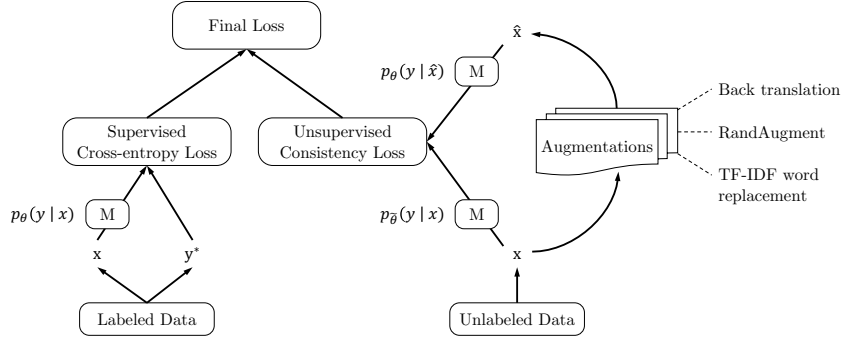 Final Loss
x̂
p_θ(y | x̂)
M
Back translation
Supervised
Cross-entropy Loss
Unsupervised
Consistency Loss
Augmentations
RandAugment
TF-IDF word
replacement
p_θ(y | x)
M
p_θ̃(y | x)
M
x
y*
x
Labeled Data
Unlabeled Data